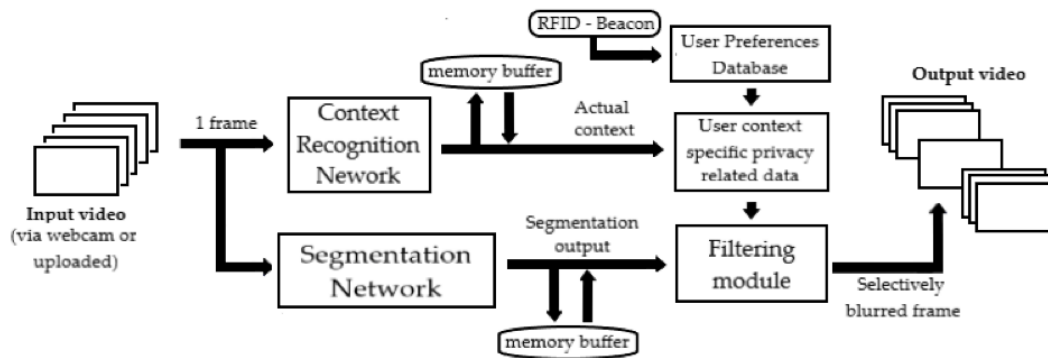 RFID - Beacon
User Preferences
Database
Output video
memory buffer
1 frame
Context
Recognition
Nework
Actual
context
User context
specific privacy
related data
Input video
(via webcam or
uploaded)
Segmentation
Network
Segmentation
output
Filtering
module
Selectively
blurred frame
memory buffer